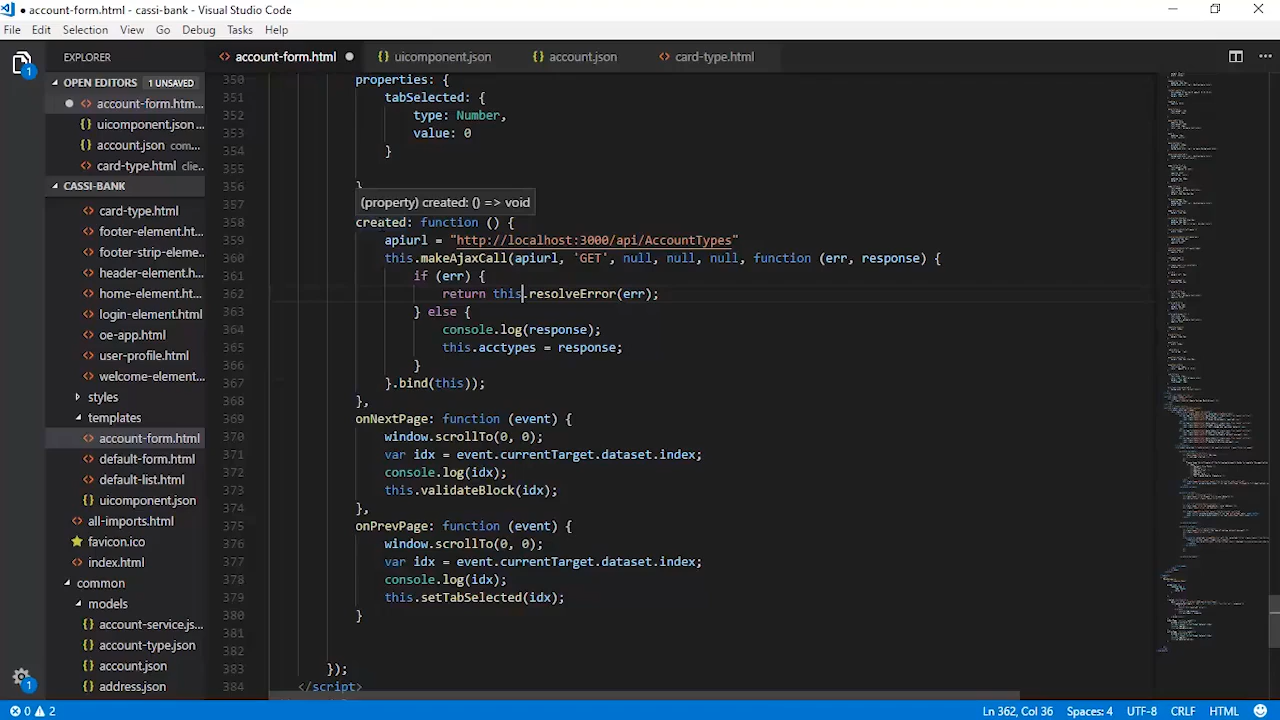 account-form.html - cassi-bank - Visual Studio Code
File Edit Selection View Go Debug Tasks Help
EXPLORER
account-form.html
uicomponent.json
account.json
card-type.html
OPEN EDITORS 1 UNSAVED
account-form.htm...
uicomponent.json ...
account.json com...
card-type.html clie...
CASSI-BANK
card-type.html
footer-element.h...
footer-strip-elem...
header-element.h...
home-element.ht...
login-element.html
oe-app.html
user-profile.html
welcome-element...
styles
templates
account-form.html
default-form.html
default-list.html
uicomponent.json
all-imports.html
favicon.ico
index.html
common
models
account-service.js...
account-type.json
account.json
address.json
350 properties: {
351 tabSelected: {
352 type: Number,
353 value: 0
354 }
355
356 }
357 (property) created: () => void
358 created: function () {
359 apiurl = "http://localhost:3000/api/AccountTypes"
360 this.makeAjaxCall(apiurl, 'GET', null, null, null, function (err, response) {
361 if (err) {
362 return this.resolveError(err);
363 } else {
364 console.log(response);
365 this.acctypes = response;
366 }
367 }.bind(this));
368 },
369 onNextPage: function (event) {
370 window.scrollTo(0, 0);
371 var idx = event.currentTarget.dataset.index;
372 console.log(idx);
373 this.validateBlock(idx);
374 },
375 onPrevPage: function (event) {
376 window.scrollTo(0, 0);
377 var idx = event.currentTarget.dataset.index;
378 console.log(idx);
379 this.setTabSelected(idx);
380 }
381
382
383 });
384 </script>
1
1
0 2 Ln 362, Col 36 Spaces: 4 UTF-8 CRLF HTML